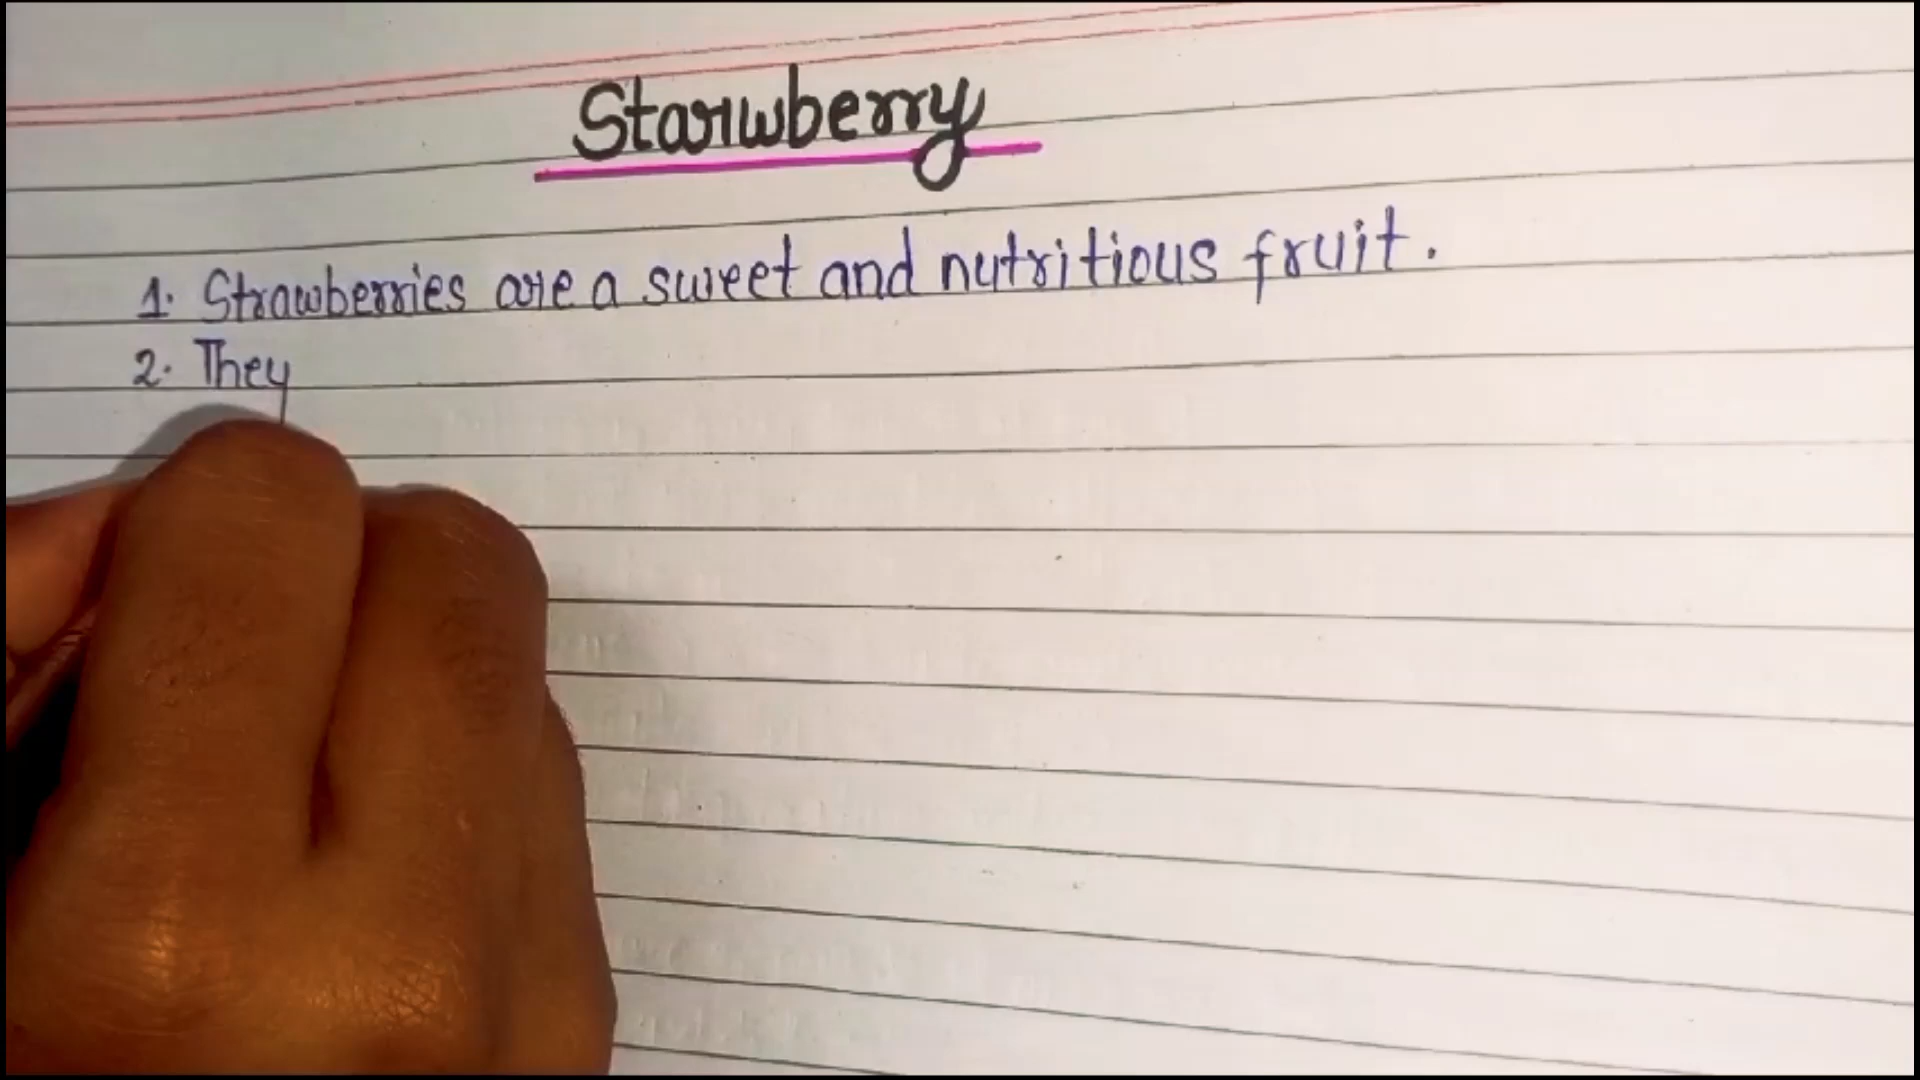 Starwberry
1. Strawberries are a sweet and nutritious fruit.
2. They